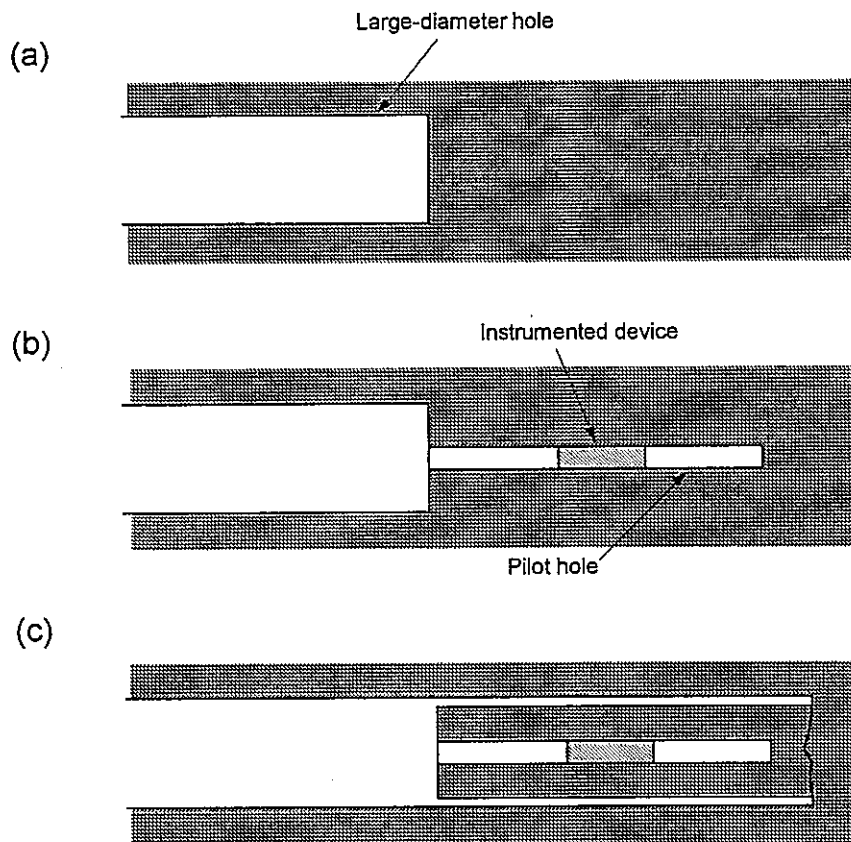 (a)
Large-diameter hole
(b)
Instrumented device
Pilot hole
(c)